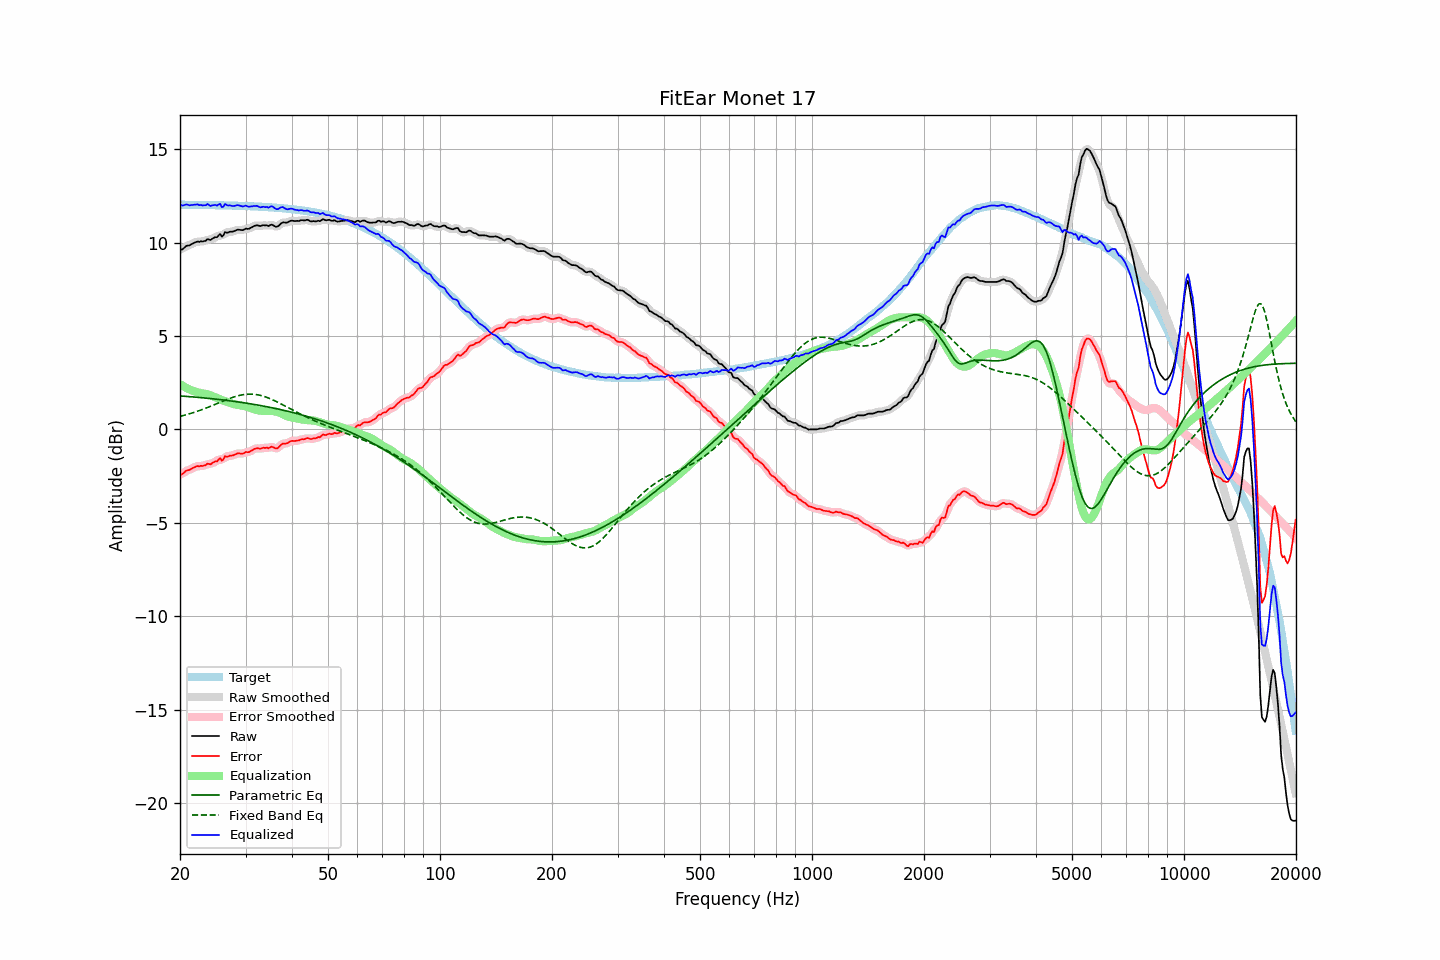 FitEar Monet 17
Amplitude (dBr)
15
10
5
0
−5
−10
−15
−20
Target
Raw Smoothed
Error Smoothed
Raw
Error
Equalization
Parametric Eq
Fixed Band Eq
Equalized
20 50 100 200 500 1000 2000 5000 10000 20000
Frequency (Hz)